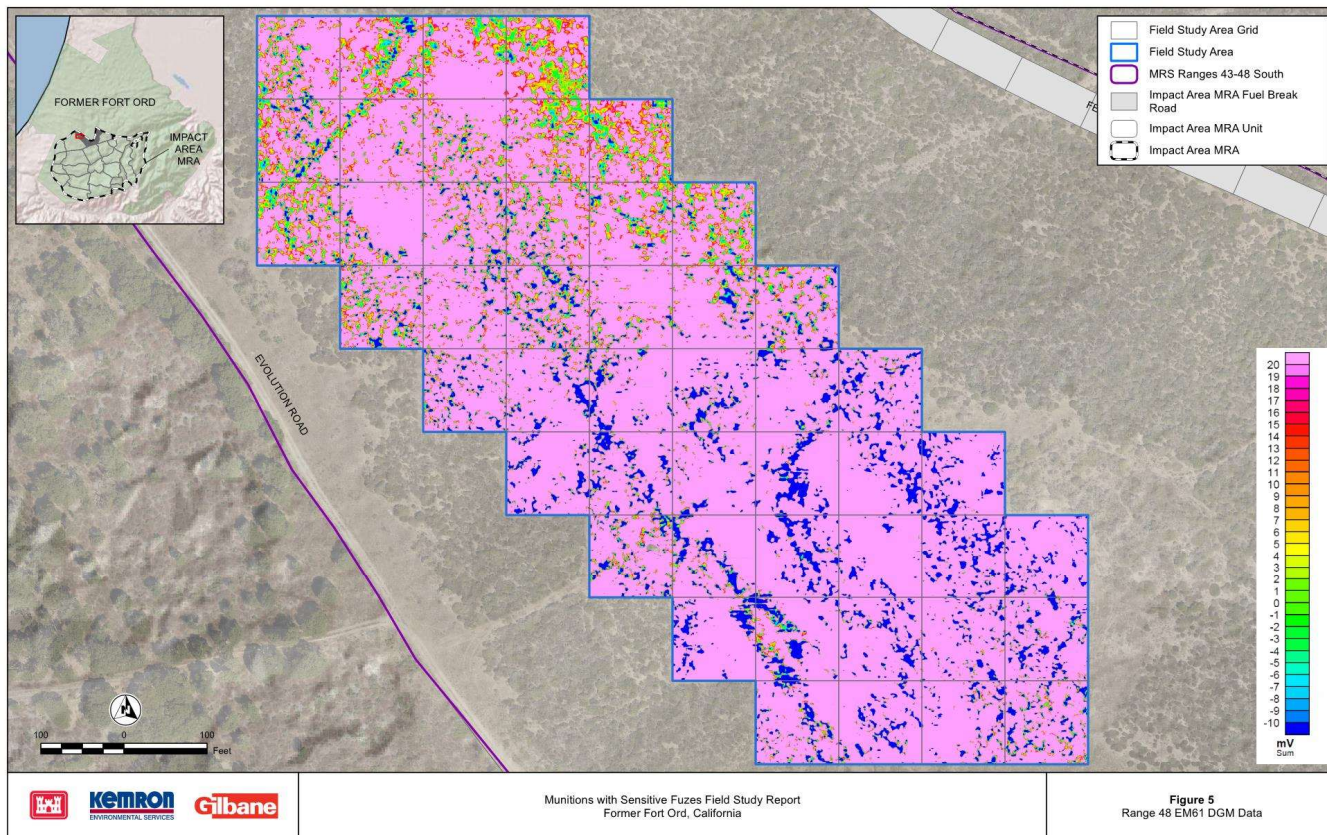 FORMER FORT ORD
IMPACT
AREA
MRA
Field Study Area Grid
Field Study Area
MRS Ranges 43-48 South
Impact Area MRA Fuel Break
Road
Impact Area MRA Unit
Impact Area MRA
EVOLUTION ROAD
20
19
18
17
16
15
14
13
12
11
10
9
8
7
6
5
4
3
2
1
0
-1
-2
-3
-4
-5
-6
-7
-8
-9
-10
mV
Sum
N
100 0 100
Feet
KEMRON
ENVIRONMENTAL SERVICES
Gilbane
Munitions with Sensitive Fuzes Field Study Report
Former Fort Ord, California
Figure 5
Range 48 EM61 DGM Data